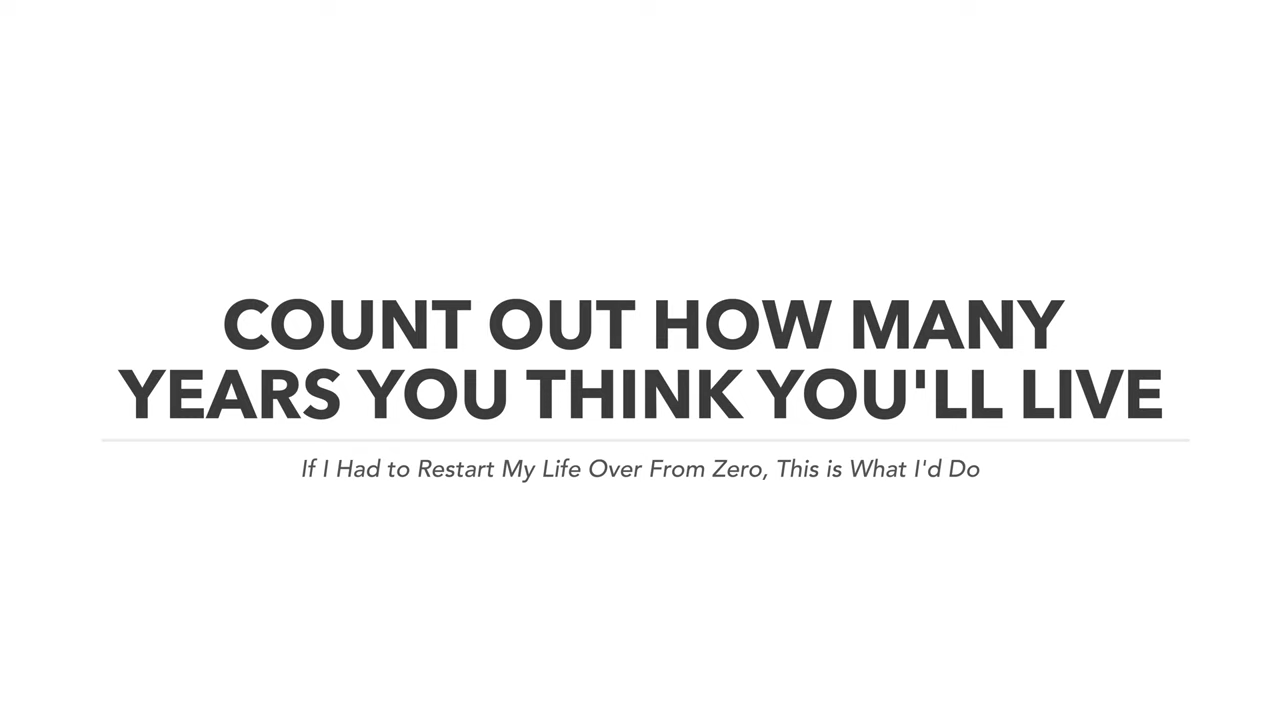 COUNT OUT HOW MANY
YEARS YOU THINK YOU'LL LIVE
If I Had to Restart My Life Over From Zero, This is What I'd Do